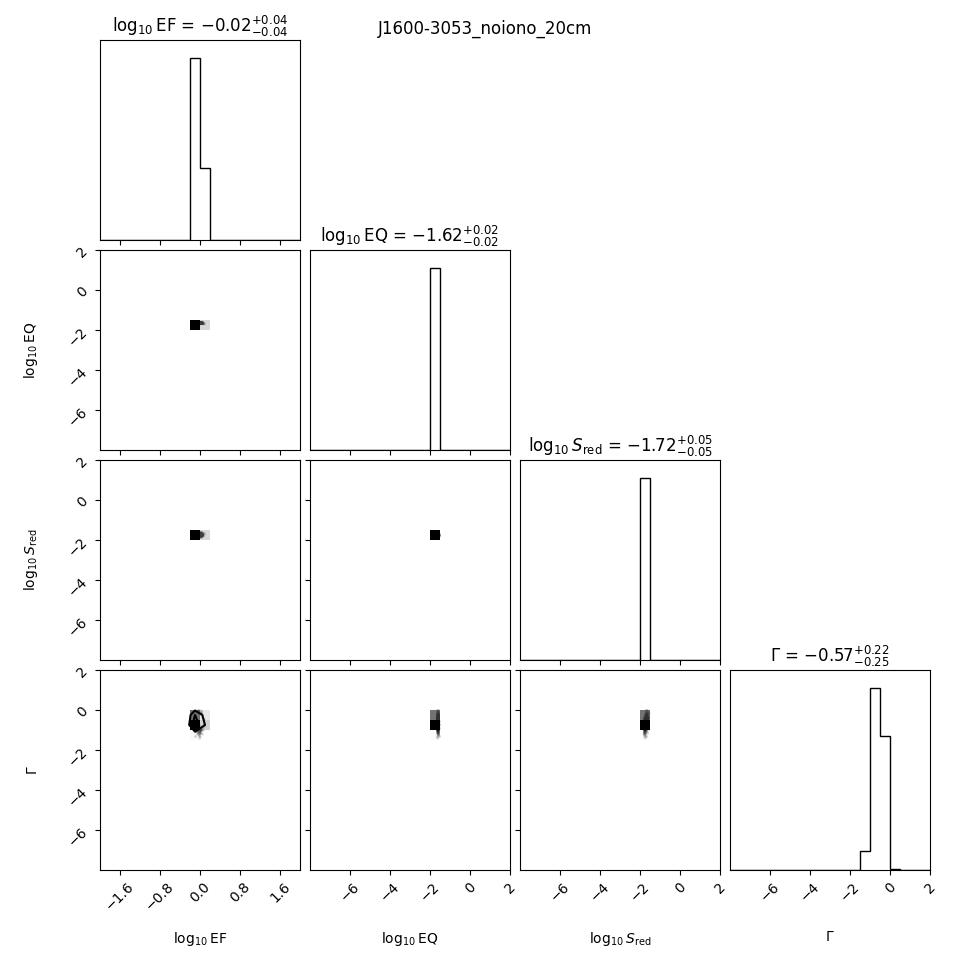 log₁₀ EF = −0.02⁺⁰·⁰⁴₋₀.₀₄
J1600-3053_noiono_20cm
log₁₀ EQ = −1.62⁺⁰·⁰²₋₀.₀₂
2
0
−2
−4
−6
log₁₀ EQ
log₁₀ S_red = −1.72⁺⁰·⁰⁵₋₀.₀₅
2
0
−2
−4
−6
log₁₀ S_red
Γ = −0.57⁺⁰·²²₋₀.₂₅
2
0
−2
−4
−6
Γ
−1.6 −0.8 0.0 0.8 1.6 −6 −4 −2 0 2 −6 −4 −2 0 2 −6 −4 −2 0 2
log₁₀ EF log₁₀ EQ log₁₀ S_red Γ